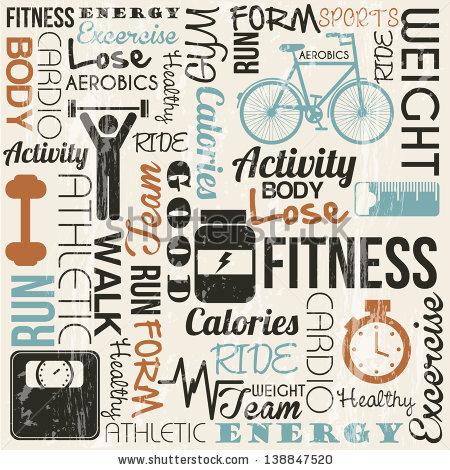 FITNESS
ENERGY
Excercise
GYM
RUN
FORM
SPORTS
BODY
CARDIO
Lose
AEROBICS
Healthy
AEROBICS
RIDE
WEIGHT
Calories
RIDE
Activity
Activity
BODY
Lose
ATHLETIC
Team
GOOD
WALK
RUN
FORM
FITNESS
RUN
Calories
RIDE
CARDIO
Excercise
Healthy
WEIGHT
Team
Healthy
ATHLETIC
ENERGY
www.shutterstock.com · 138847520